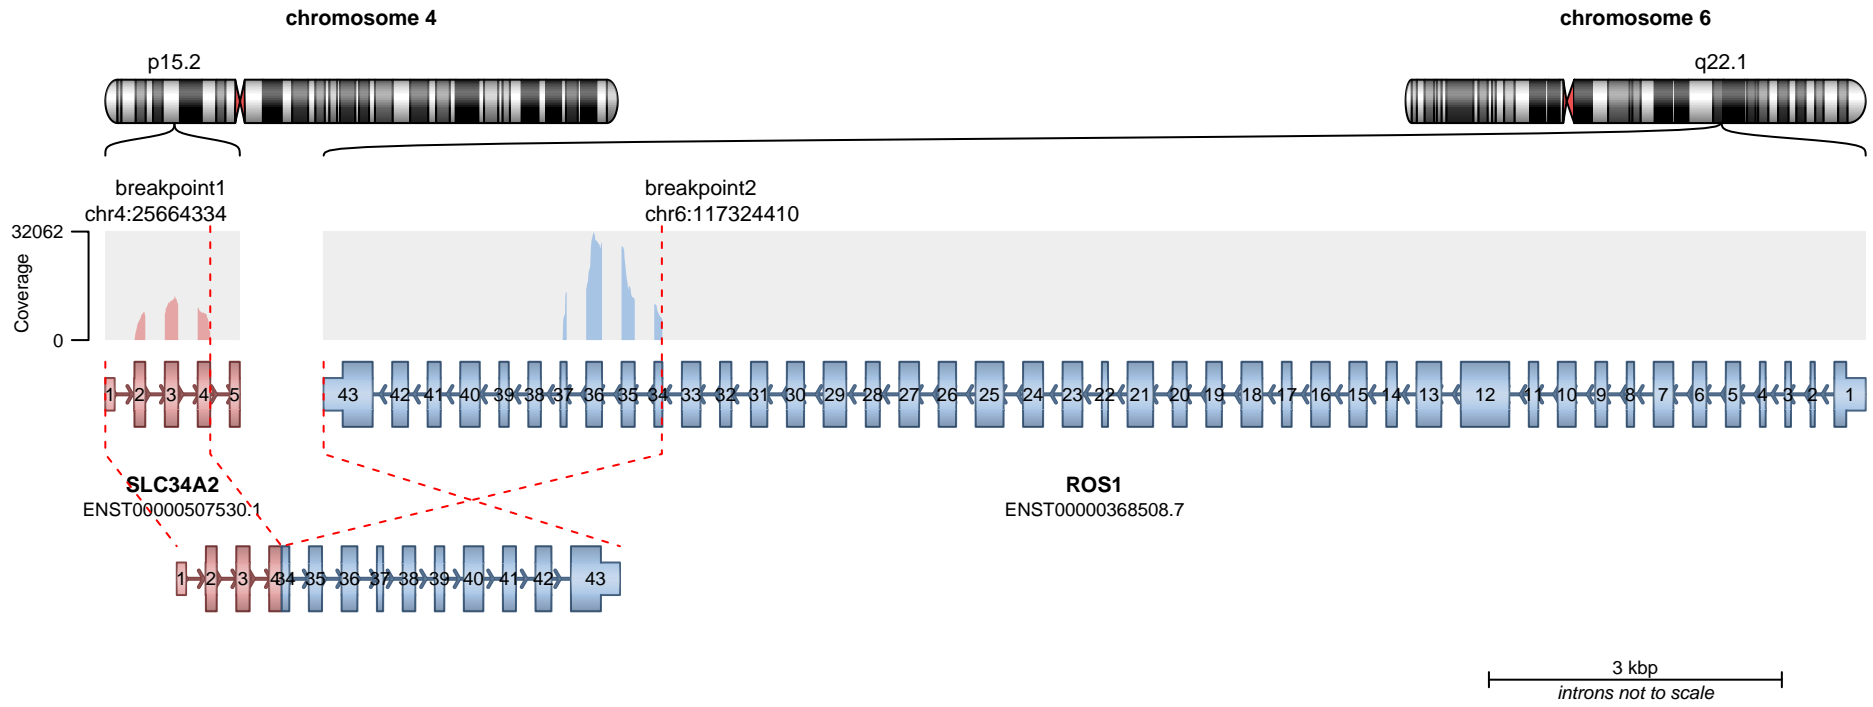 chromosome 4
chromosome 6
p15.2
q22.1
breakpoint1
chr4:25664334
breakpoint2
chr6:117324410
32062
Coverage
0
1 2 3 4 5
43 42 41 40 39 38 37 36 35 34 33 32 31 30 29 28 27 26 25 24 23 22 21 20 19 18 17 16 15 14 13 12 11 10 9 8 7 6 5 4 3 2 1
SLC34A2
ENST00000507530.1
ROS1
ENST00000368508.7
1 2 3 4 34 35 36 37 38 39 40 41 42 43
3 kbp
introns not to scale